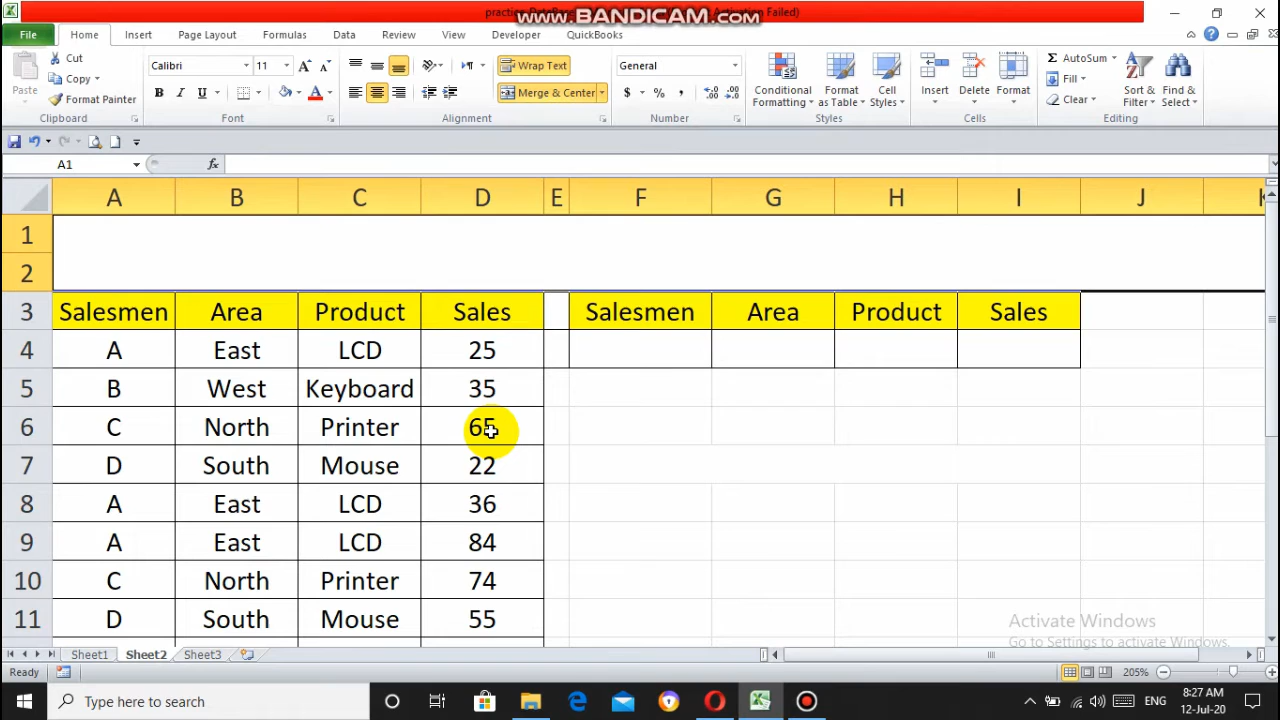 www.BANDICAM.com
Activation Failed)
File Home Insert Page Layout Formulas Data Review View Developer QuickBooks
Paste
Cut
Copy
Format Painter
Clipboard
Calibri 11
B I U A
Font
Wrap Text
Merge & Center
Alignment
General
$ % ,
Number
Conditional Formatting
Format as Table
Cell Styles
Styles
Insert Delete Format
Cells
Σ AutoSum
Fill
Clear
Sort & Filter
Find & Select
Editing
A1 fx
A B C D E F G H I J K
1
2
3 Salesmen Area Product Sales Salesmen Area Product Sales
4 A East LCD 25
5 B West Keyboard 35
6 C North Printer 65
7 D South Mouse 22
8 A East LCD 36
9 A East LCD 84
10 C North Printer 74
11 D South Mouse 55
Activate Windows
Go to Settings to activate Windows.
Sheet1 Sheet2 Sheet3
Ready 205%
Type here to search
ENG
8:27 AM
12-Jul-20